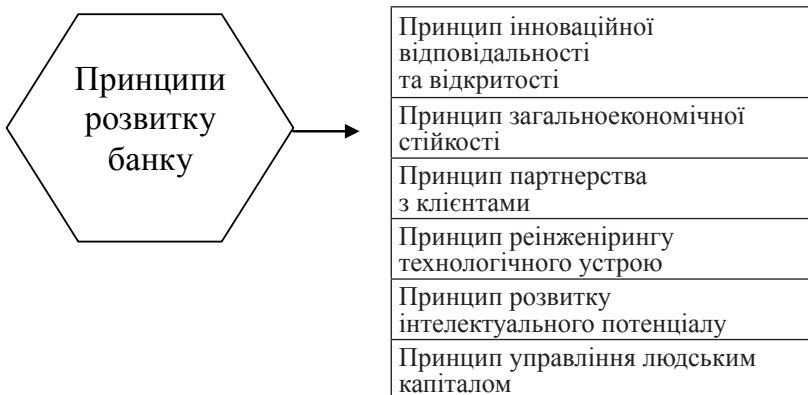 Принципи
розвитку
банку
Принцип інноваційної
відповідальності
та відкритості
Принцип загальноекономічної
стійкості
Принцип партнерства
з клієнтами
Принцип реінженірингу
технологічного устрою
Принцип розвитку
інтелектуального потенціалу
Принцип управління людським
капіталом